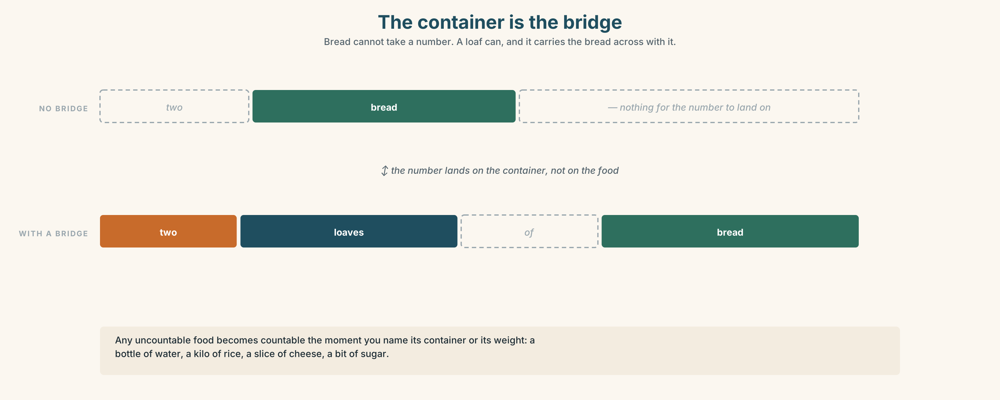 The container is the bridge
Bread cannot take a number. A loaf can, and it carries the bread across with it.
NO BRIDGE
two
bread
— nothing for the number to land on
↕ the number lands on the container, not on the food
WITH A BRIDGE
two
loaves
of
bread
Any uncountable food becomes countable the moment you name its container or its weight: a
bottle of water, a kilo of rice, a slice of cheese, a bit of sugar.